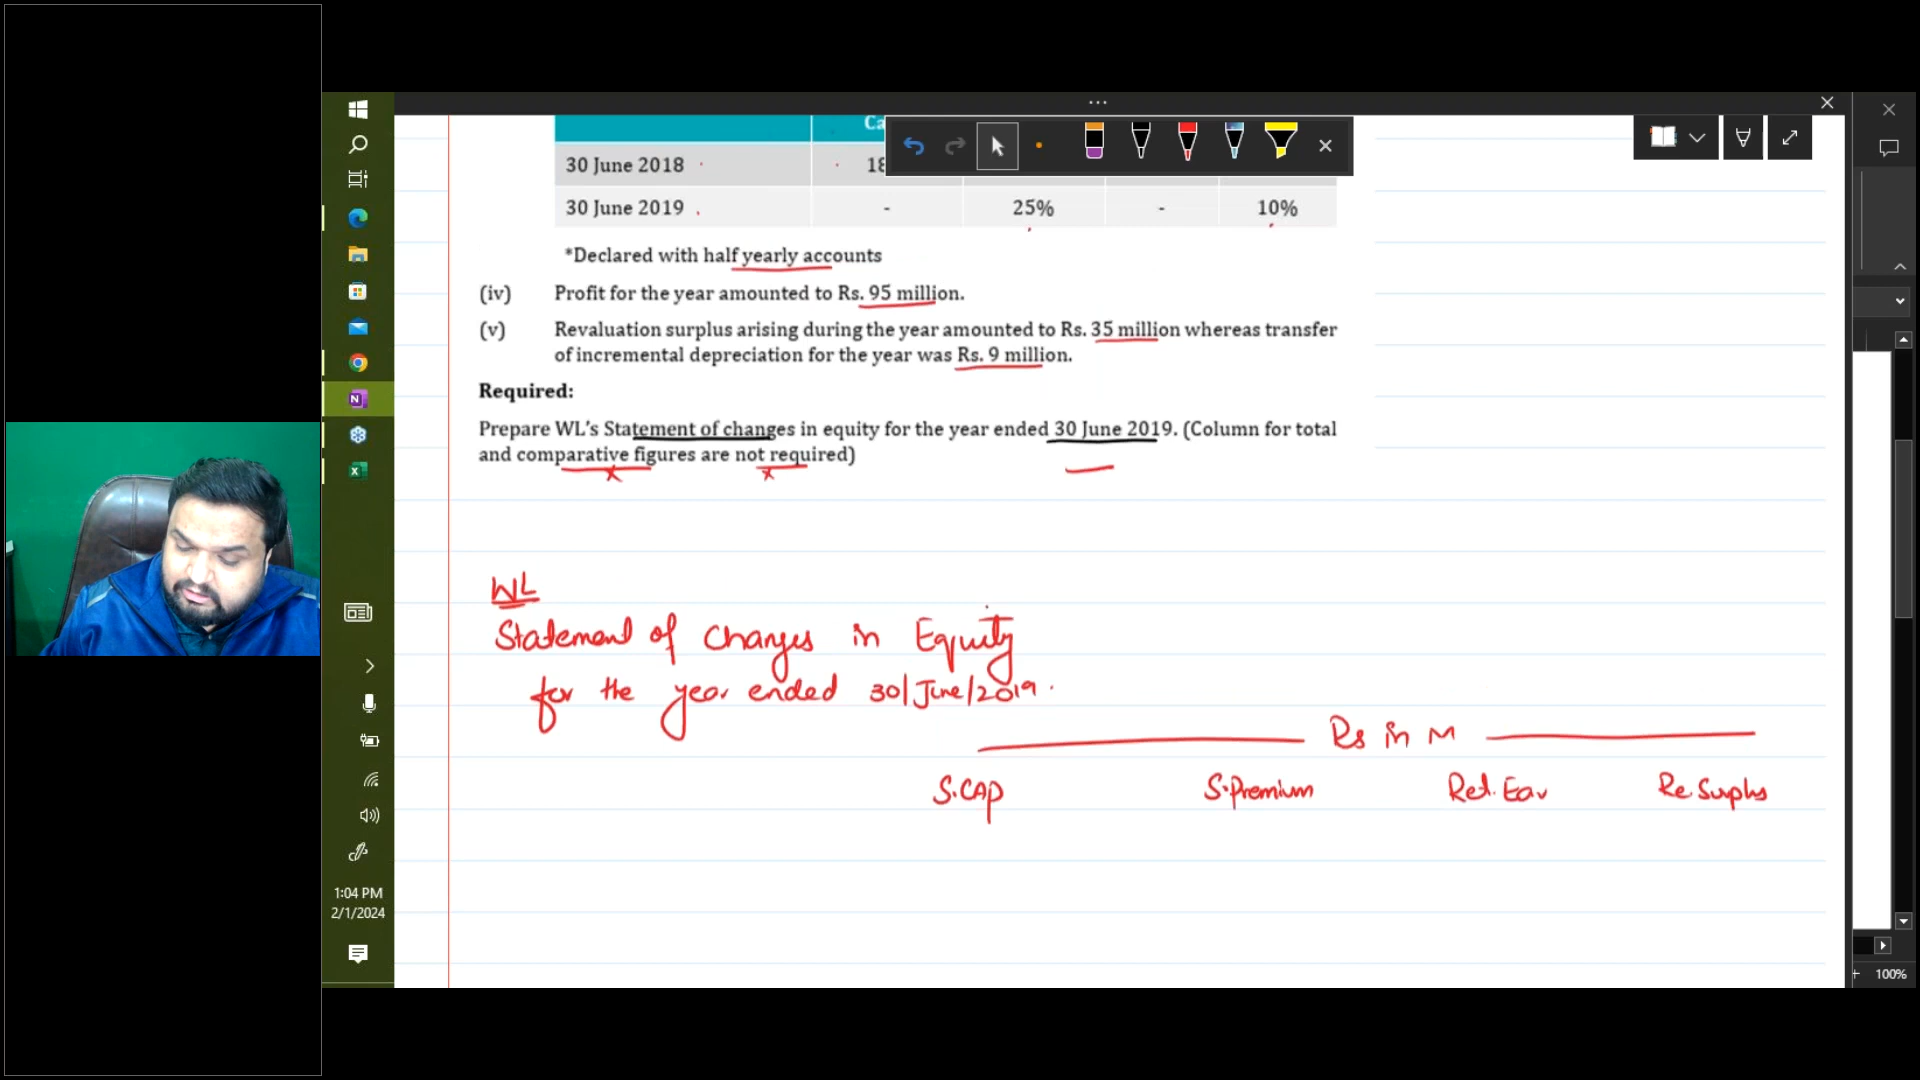 Ca
30 June 2018 18
30 June 2019 - 25% - 10%
*Declared with half yearly accounts
(iv) Profit for the year amounted to Rs. 95 million.
(v) Revaluation surplus arising during the year amounted to Rs. 35 million whereas transfer
of incremental depreciation for the year was Rs. 9 million.
Required:
Prepare WL's Statement of changes in equity for the year ended 30 June 2019. (Column for total
and comparative figures are not required)
WL
Statement of Changes in Equity
for the year ended 30/June/2019.
Rs in M
S.CAP S.Premium Ret. Ear Re.Surplus
1:04 PM
2/1/2024
100%